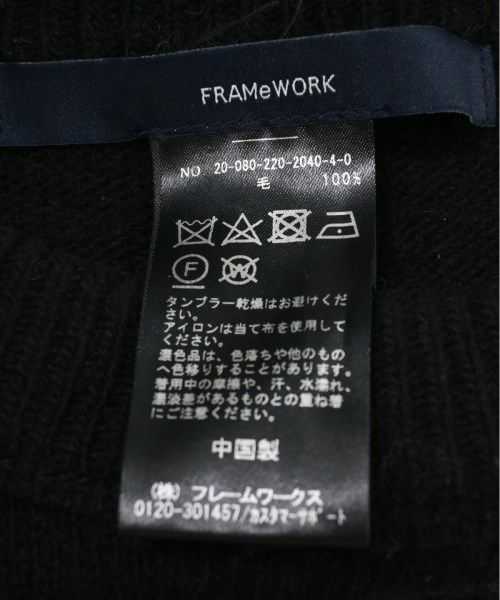 FRAMeWORK
NO 20-080-220-2040-4-0
毛 100%
F W
タンブラー乾燥はお避けくだ
さい。
アイロンは当て布を使用して
ください。
濃色品は、色落ちや他のもの
へ色移りすることがあります。
着用中の摩擦や、汗、水濡れ、
濃淡差があるものとの重ね着
にご注意ください。
中国製
(株) フレームワークス
0120-301457/カスタマーサポート